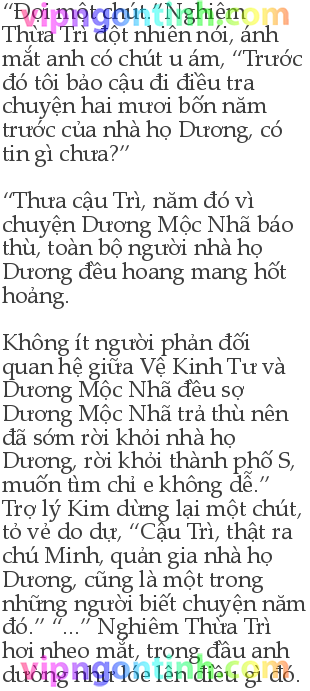 “Đợi một chút “Nghiêm
Thừa Trì đột nhiên nói, ánh
mắt anh có chút u ám, “Trước
đó tôi bảo cậu đi điều tra
chuyện hai mươi bốn năm
trước của nhà họ Dương, có
tin gì chưa?”
“Thưa cậu Trì, năm đó vì
chuyện Dương Mộc Nhã báo
thù, toàn bộ người nhà họ
Dương đều hoang mang hốt
hoảng.
Không ít người phản đối
quan hệ giữa Vệ Kinh Tư và
Dương Mộc Nhã đều sợ
Dương Mộc Nhã trả thù nên
đã sớm rời khỏi nhà họ
Dương, rời khỏi thành phố S,
muốn tìm chỉ e không dễ.”
Trợ lý Kim dừng lại một chút,
tỏ vẻ do dự, “Cậu Trì, thật ra
chú Minh, quản gia nhà họ
Dương, cũng là một trong
những người biết chuyện năm
đó.” “...” Nghiêm Thừa Trì
hơi nheo mắt, trong đầu anh
dường như lóe lên điều gì đó.
vipngontinh.com
vipngontinh.com